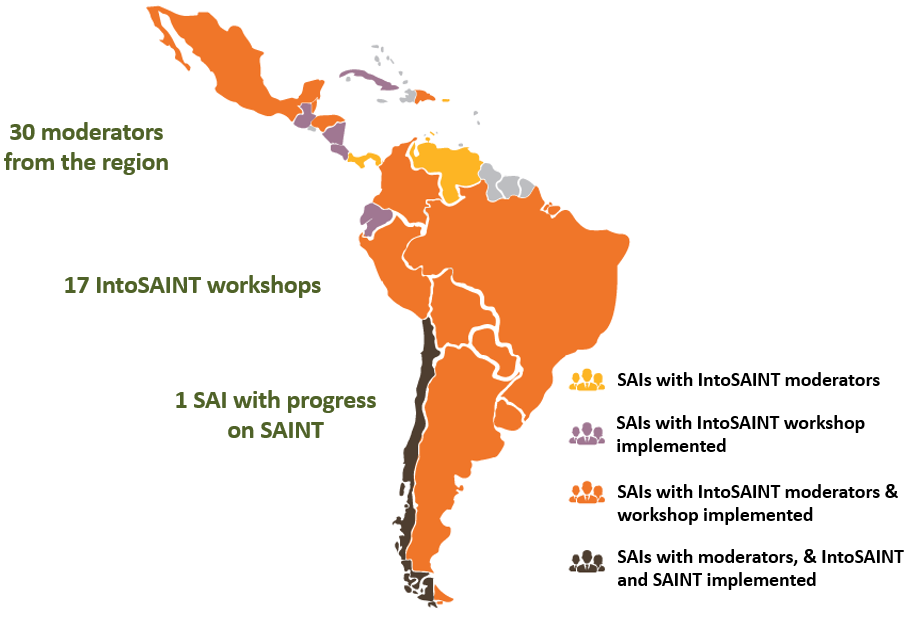 30 moderators
from the region
17 IntoSAINT workshops
1 SAI with progress
on SAINT
SAIs with IntoSAINT moderators
SAIs with IntoSAINT workshop
implemented
SAIs with IntoSAINT moderators &
workshop implemented
SAIs with moderators, & IntoSAINT
and SAINT implemented